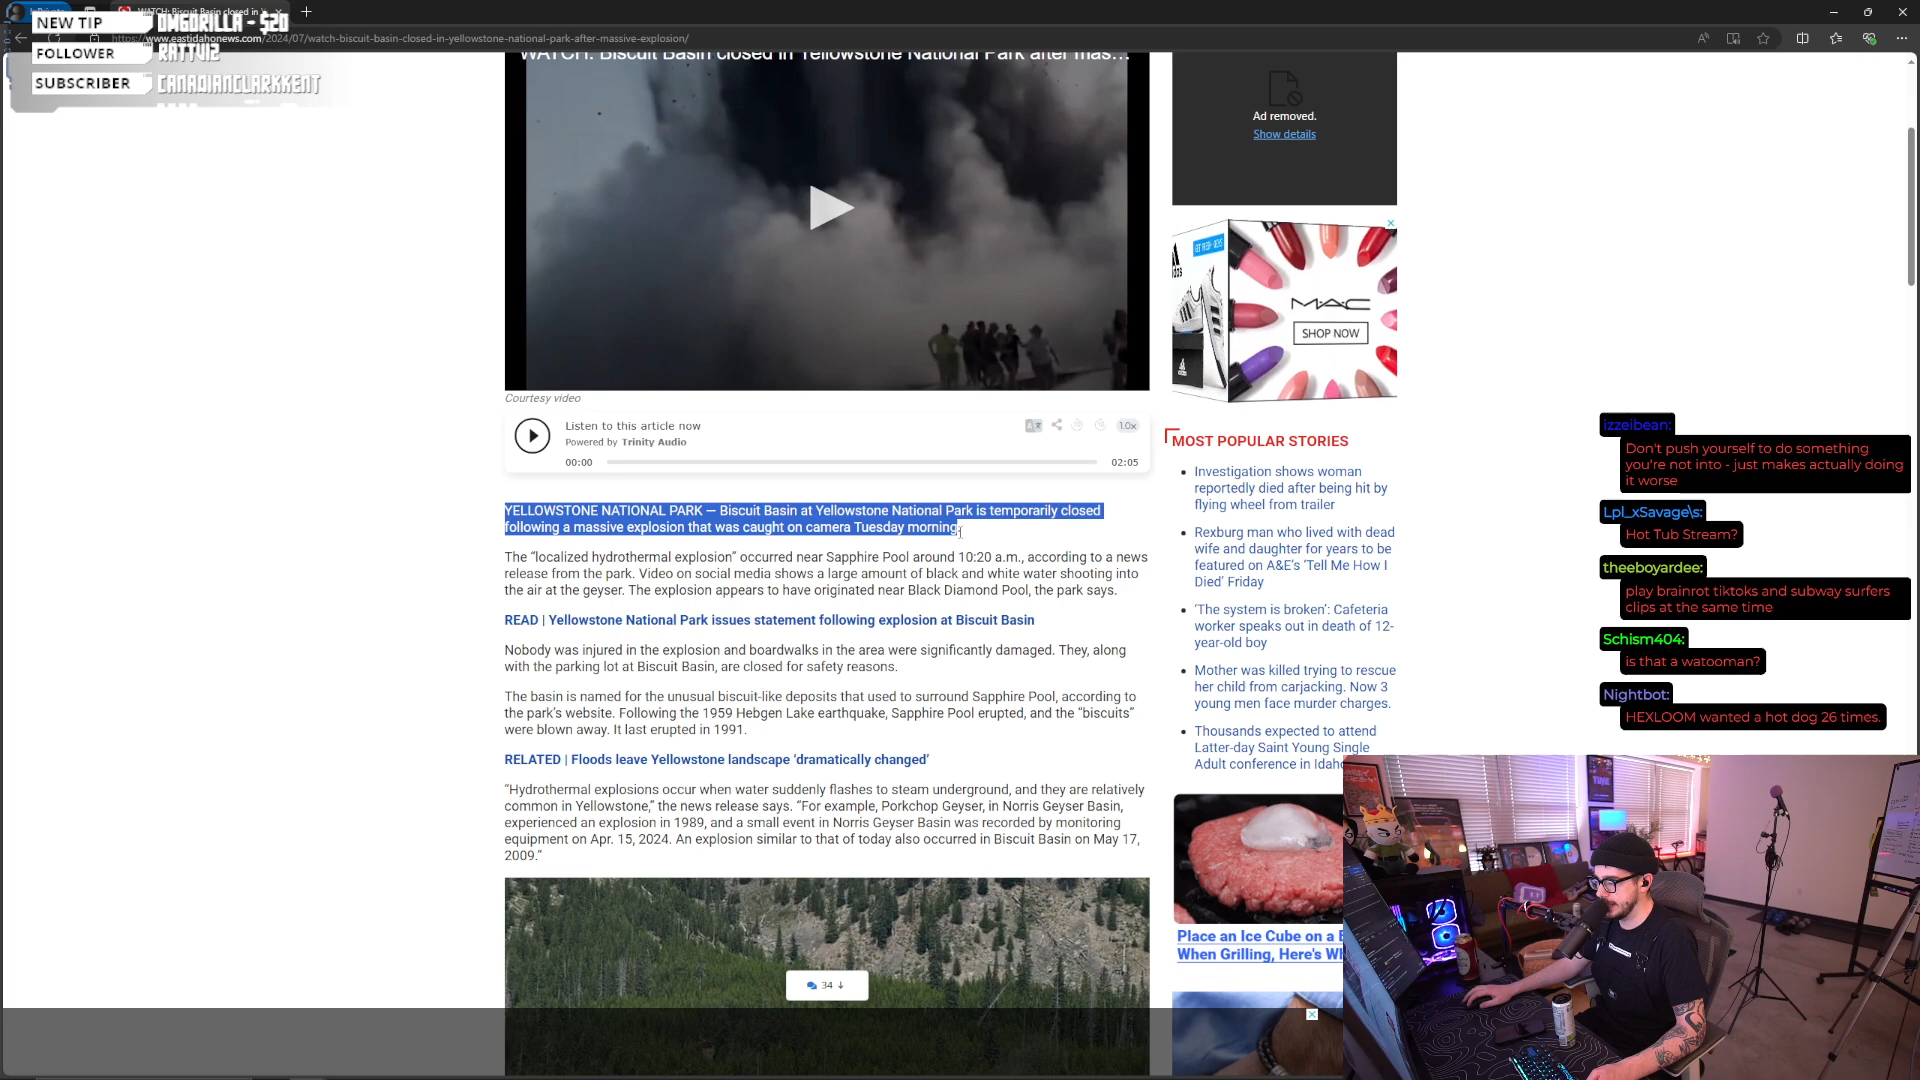 NEW TIP OMGORILLA - $20
FOLLOWER RATTVIZ
SUBSCRIBER CANADIANCLARKKENT
WATCH: Biscuit Basin closed in
https://www.eastidahonews.com/2024/07/watch-biscuit-basin-closed-in-yellowstone-national-park-after-massive-explosion/
WATCH: Biscuit Basin closed in Yellowstone National Park after mas...
Courtesy video
Listen to this article now
Powered by Trinity Audio
00:00
02:05
1.0x
YELLOWSTONE NATIONAL PARK — Biscuit Basin at Yellowstone National Park is temporarily closed
following a massive explosion that was caught on camera Tuesday morning.
The “localized hydrothermal explosion” occurred near Sapphire Pool around 10:20 a.m., according to a news
release from the park. Video on social media shows a large amount of black and white water shooting into
the air at the geyser. The explosion appears to have originated near Black Diamond Pool, the park says.
READ | Yellowstone National Park issues statement following explosion at Biscuit Basin
Nobody was injured in the explosion and boardwalks in the area were significantly damaged. They, along
with the parking lot at Biscuit Basin, are closed for safety reasons.
The basin is named for the unusual biscuit-like deposits that used to surround Sapphire Pool, according to
the park’s website. Following the 1959 Hebgen Lake earthquake, Sapphire Pool erupted, and the “biscuits”
were blown away. It last erupted in 1991.
RELATED | Floods leave Yellowstone landscape ‘dramatically changed’
“Hydrothermal explosions occur when water suddenly flashes to steam underground, and they are relatively
common in Yellowstone,” the news release says. “For example, Porkchop Geyser, in Norris Geyser Basin,
experienced an explosion in 1989, and a small event in Norris Geyser Basin was recorded by monitoring
equipment on Apr. 15, 2024. An explosion similar to that of today also occurred in Biscuit Basin on May 17,
2009.”
34
Ad removed.
Show details
adidas
MAC
SHOP NOW
MOST POPULAR STORIES
Investigation shows woman
reportedly died after being hit by
flying wheel from trailer
Rexburg man who lived with dead
wife and daughter for years to be
featured on A&E’s ‘Tell Me How I
Died’ Friday
‘The system is broken’: Cafeteria
worker speaks out in death of 12-
year-old boy
Mother was killed trying to rescue
her child from carjacking. Now 3
young men face murder charges.
Thousands expected to attend
Latter-day Saint Young Single
Adult conference in Idaho
Place an Ice Cube on a
When Grilling, Here's
izzeibean:
Don't push yourself to do something
you're not into - just makes actually doing
it worse
Lpl_xSavage\s:
Hot Tub Stream?
theeboyardee:
play brainrot tiktoks and subway surfers
clips at the same time
Schism404:
is that a watooman?
Nightbot:
HEXLOOM wanted a hot dog 26 times.